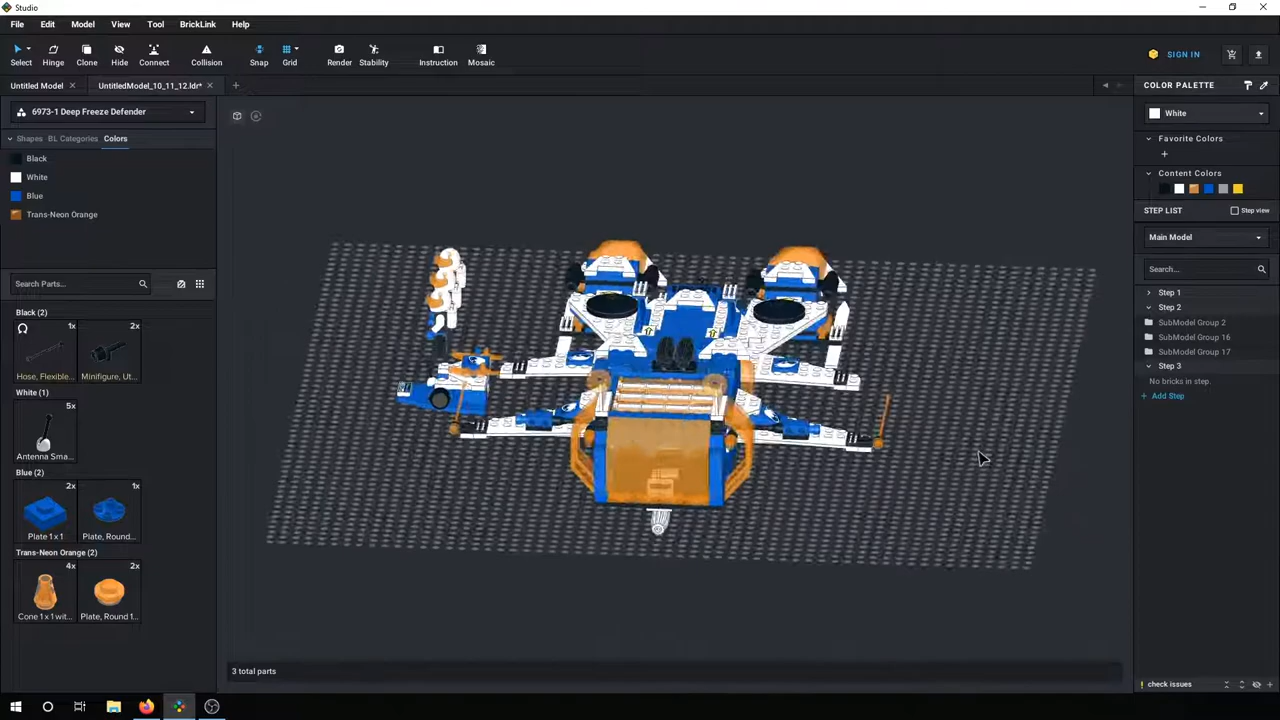 Studio
File Edit Model View Tool BrickLink Help
Select Hinge Clone Hide Connect Collision Snap Grid Render Stability Instruction Mosaic
SIGN IN
Untitled Model
UntitledModel_10_11_12.ldr*
COLOR PALETTE
6973-1 Deep Freeze Defender
White
Shapes BL Categories Colors
Favorite Colors
Black
White
Blue
Trans-Neon Orange
Content Colors
STEP LIST
Step view
Main Model
Search...
Step 1
Step 2
SubModel Group 2
SubModel Group 16
SubModel Group 17
Step 3
No bricks in step.
+ Add Step
Search Parts...
Black (2)
1x
2x
Hose, Flexible...
Minifigure, Ut...
White (1)
5x
Antenna Sma...
Blue (2)
2x
1x
Plate 1 x 1
Plate, Round...
Trans-Neon Orange (2)
4x
2x
Cone 1 x 1 wit...
Plate, Round 1...
3 total parts
check issues